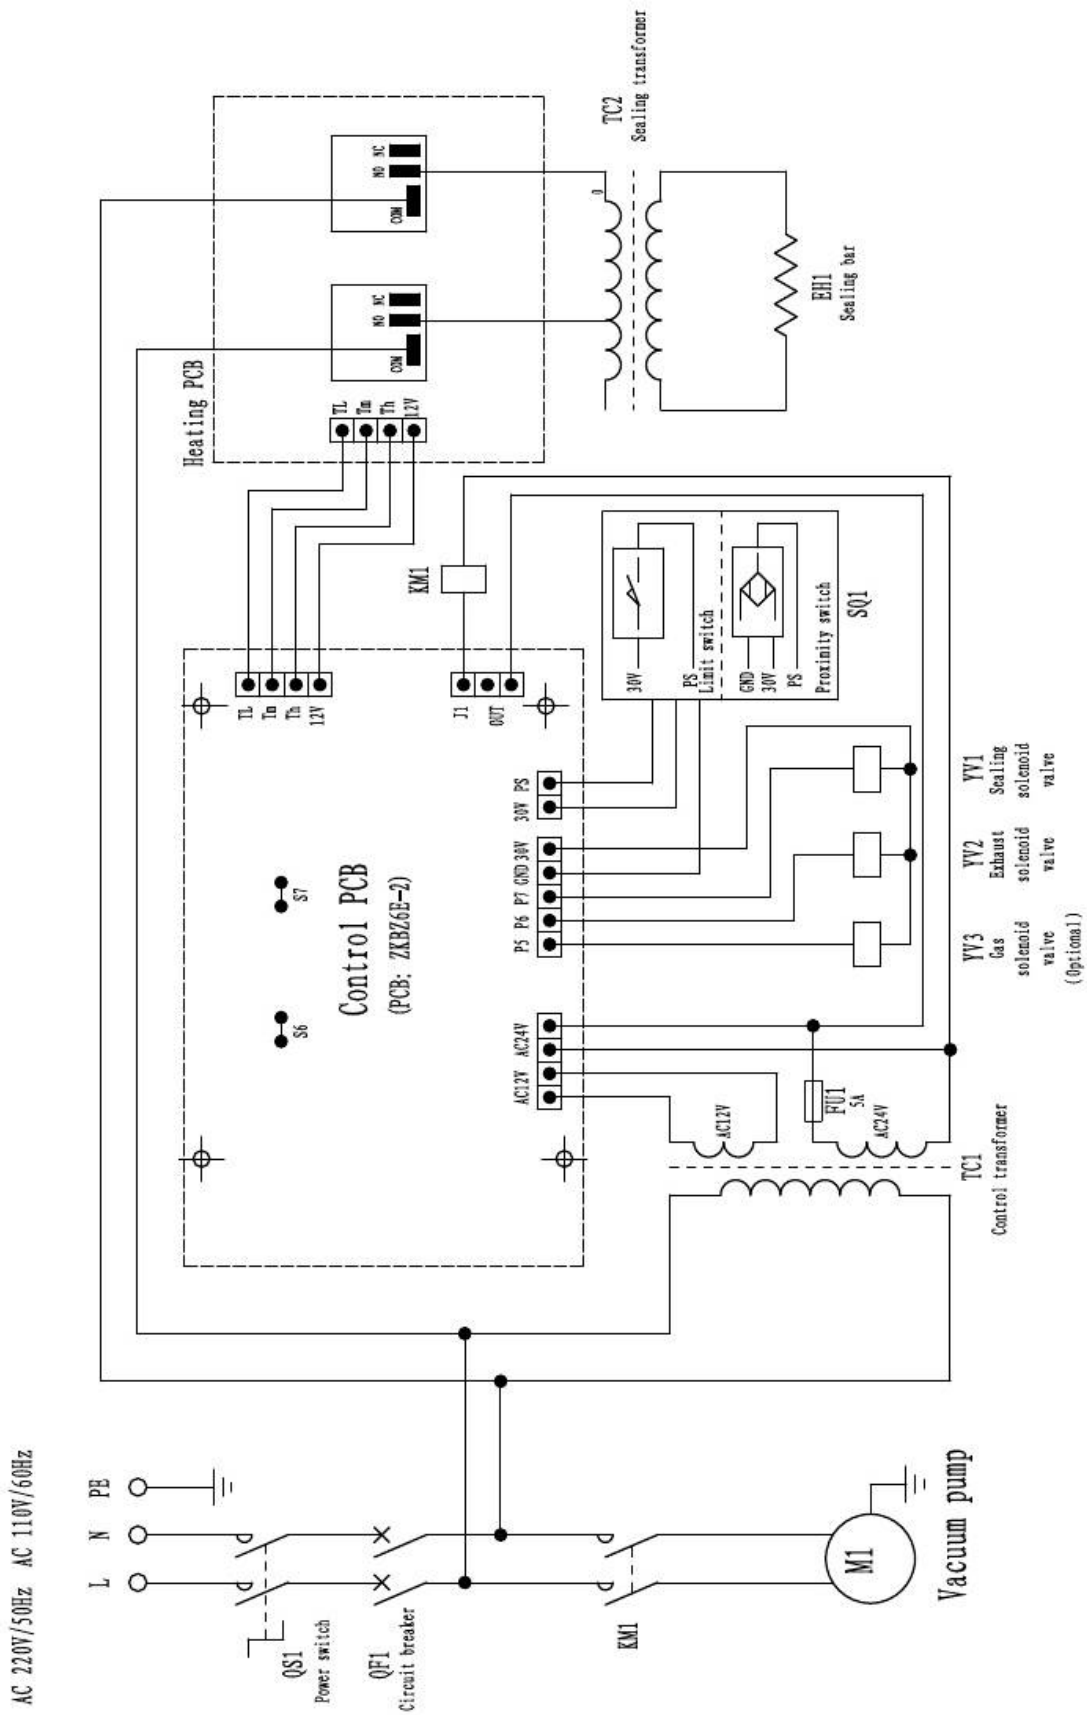 AC 220V/50Hz AC 110V/60Hz
L
N
PE
QS1
Power switch
QF1
Circuit breaker
KM1
M1
Vacuum pump
S6
S7
Control PCB
(PCB: ZKBZ6E-2)
TL
Tm
Th
12V
J1
OUT
AC12V
AC24V
P5
P6
P7
GND
30V
30V
PS
AC12V
FU1
5A
AC24V
TC1
Control transformer
KM1
30V
PS
Limit switch
GND
30V
PS
Proximity switch
SQ1
YV3
Gas
solenoid
valve
(Optional)
YV2
Exhaust
solenoid
valve
YV1
Sealing
solenoid
valve
Heating PCB
TL
Tm
Th
12V
COM
NO
NC
COM
NO
NC
0
TC2
Sealing transformer
EH1
Sealing bar